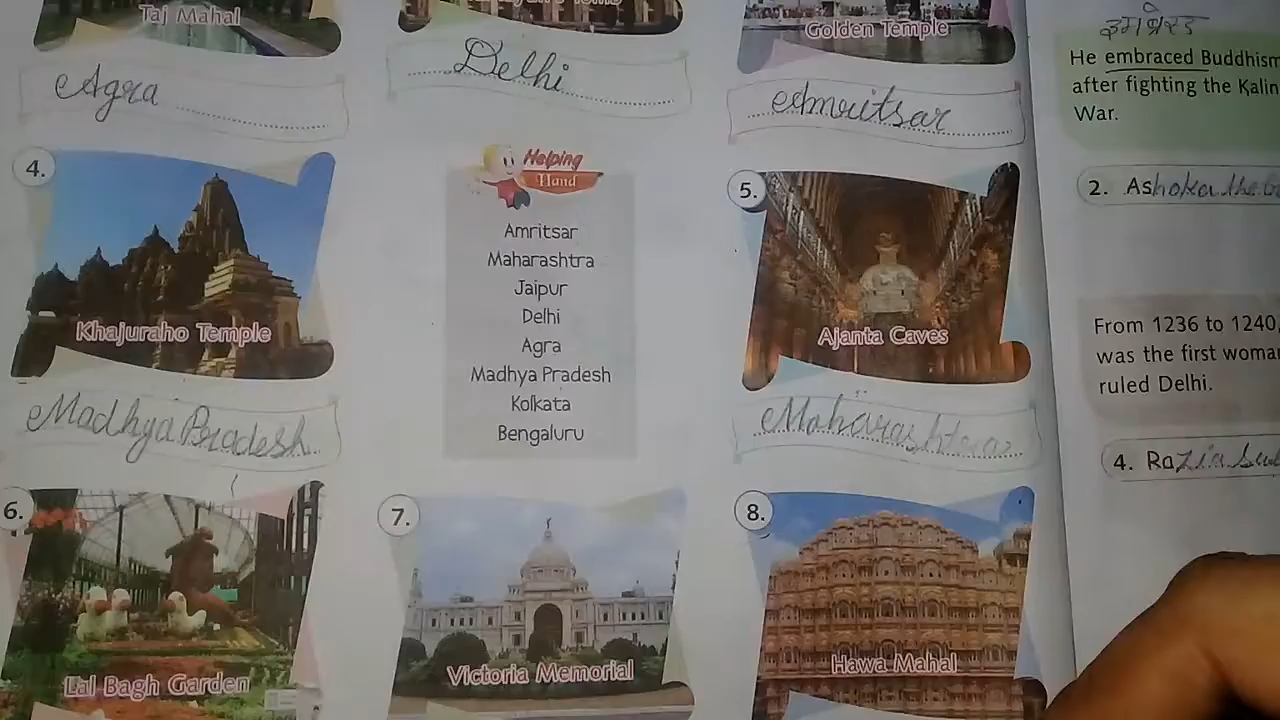 Taj Mahal
Golden Temple
Agra
Delhi
Amritsar
4.
Khajuraho Temple
Madhya Pradesh
Helping
Hand
Amritsar
Maharashtra
Jaipur
Delhi
Agra
Madhya Pradesh
Kolkata
Bengaluru
5.
Ajanta Caves
Maharashtra
6.
Lal Bagh Garden
7.
Victoria Memorial
8.
Hawa Mahal
He embraced Buddhism
after fighting the Kalin
War.
2. Ashoka the
From 1236 to 1240,
was the first woma
ruled Delhi.
4. Razia Sul